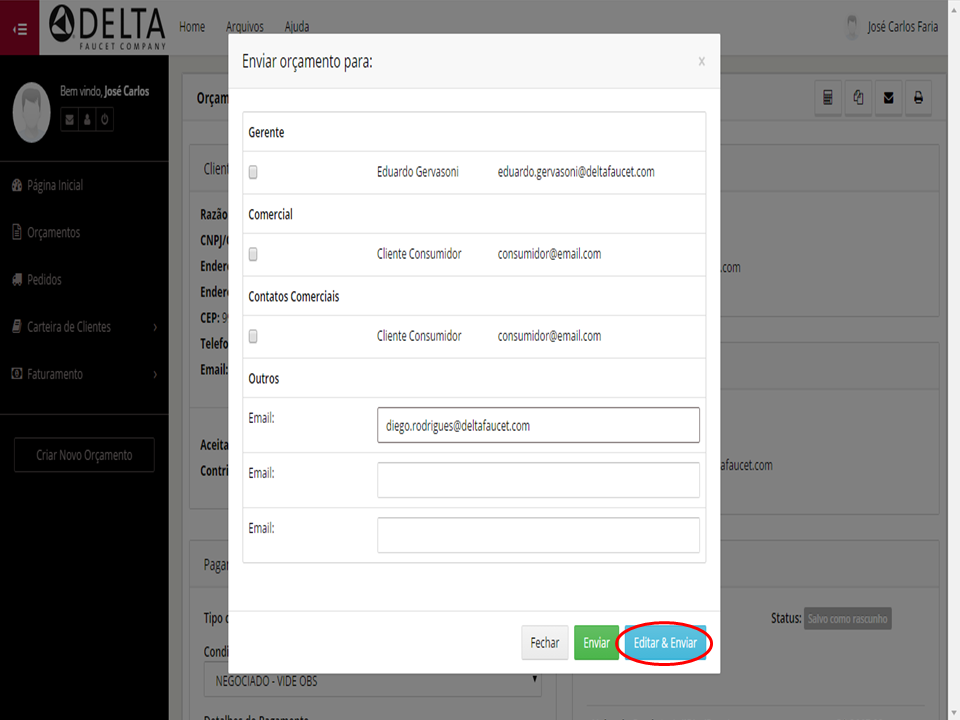 DELTA
FAUCET COMPANY
Home Arquivos Ajuda
José Carlos Faria
Bem vindo, José Carlos
Página Inicial
Orçamentos
Pedidos
Carteira de Clientes
Faturamento
Criar Novo Orçamento
Orçam
Client
Razão
CNPJ/
Ender
Ender
CEP: 9
Telefo
Email:
Aceita
Contri
.com
afaucet.com
Pagar
Tipo
Condi
NEGOCIADO - VIDE OBS
Status: Salvo como rascunho
Enviar orçamento para:
x
Gerente
Eduardo Gervasoni eduardo.gervasoni@deltafaucet.com
Comercial
Cliente Consumidor consumidor@email.com
Contatos Comerciais
Cliente Consumidor consumidor@email.com
Outros
Email: diego.rodrigues@deltafaucet.com
Email:
Email:
Fechar Enviar Editar & Enviar